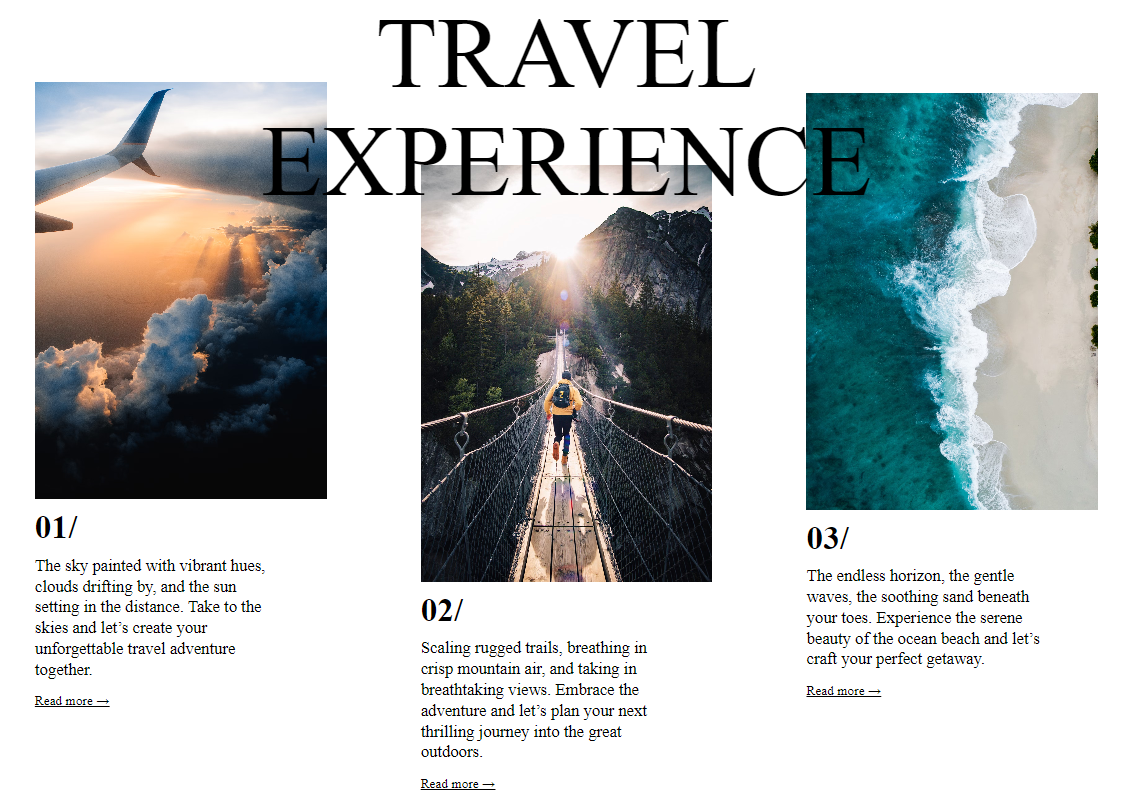 TRAVEL
EXPERIENCE
01/
The sky painted with vibrant hues,
clouds drifting by, and the sun
setting in the distance. Take to the
skies and let’s create your
unforgettable travel adventure
together.
Read more →
02/
Scaling rugged trails, breathing in
crisp mountain air, and taking in
breathtaking views. Embrace the
adventure and let’s plan your next
thrilling journey into the great
outdoors.
Read more →
03/
The endless horizon, the gentle
waves, the soothing sand beneath
your toes. Experience the serene
beauty of the ocean beach and let’s
craft your perfect getaway.
Read more →